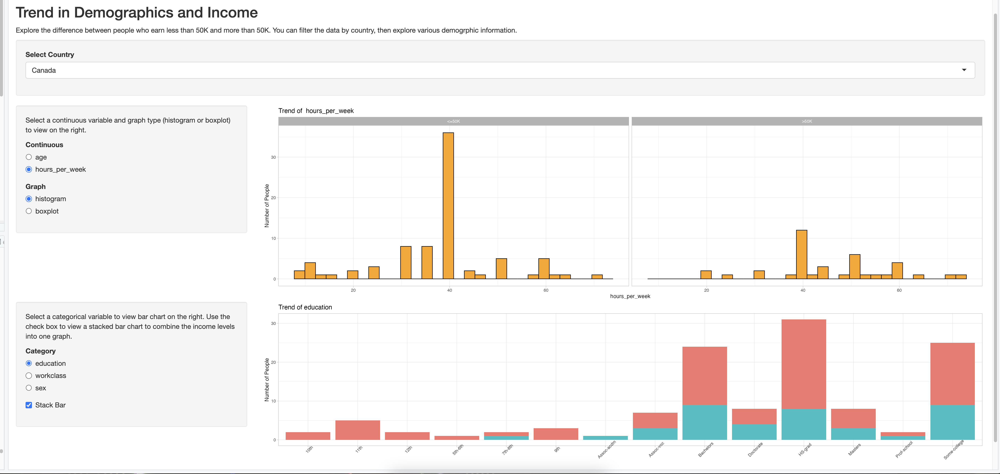 Trend in Demographics and Income
Explore the difference between people who earn less than 50K and more than 50K. You can filter the data by country, then explore various demogrphic information.
Select Country
Canada
Select a continuous variable and graph type (histogram or boxplot)
to view on the right.
Continuous
age
hours_per_week
Graph
histogram
boxplot
Trend of hours_per_week
<=50K
>50K
Number of People
30
20
10
0
20
40
60
20
40
60
hours_per_week
Select a categorical variable to view bar chart on the right. Use the
check box to view a stacked bar chart to combine the income levels
into one graph.
Category
education
workclass
sex
Stack Bar
Trend of education
Number of People
30
20
10
0
10th
11th
12th
5th-6th
7th-8th
9th
Assoc-acdm
Assoc-voc
Bachelors
Doctorate
HS-grad
Masters
Prof-school
Some-college